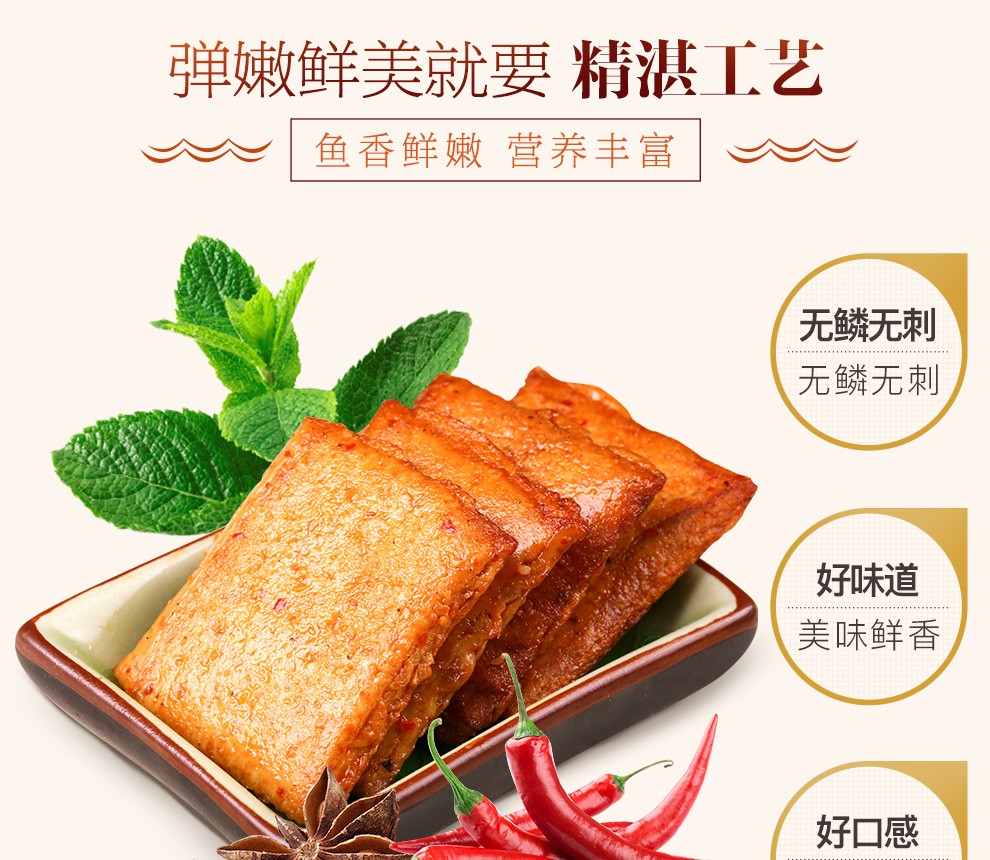 弹嫩鲜美就要 精湛工艺
鱼香鲜嫩 营养丰富
无鳞无刺
无鳞无刺
好味道
美味鲜香
好口感